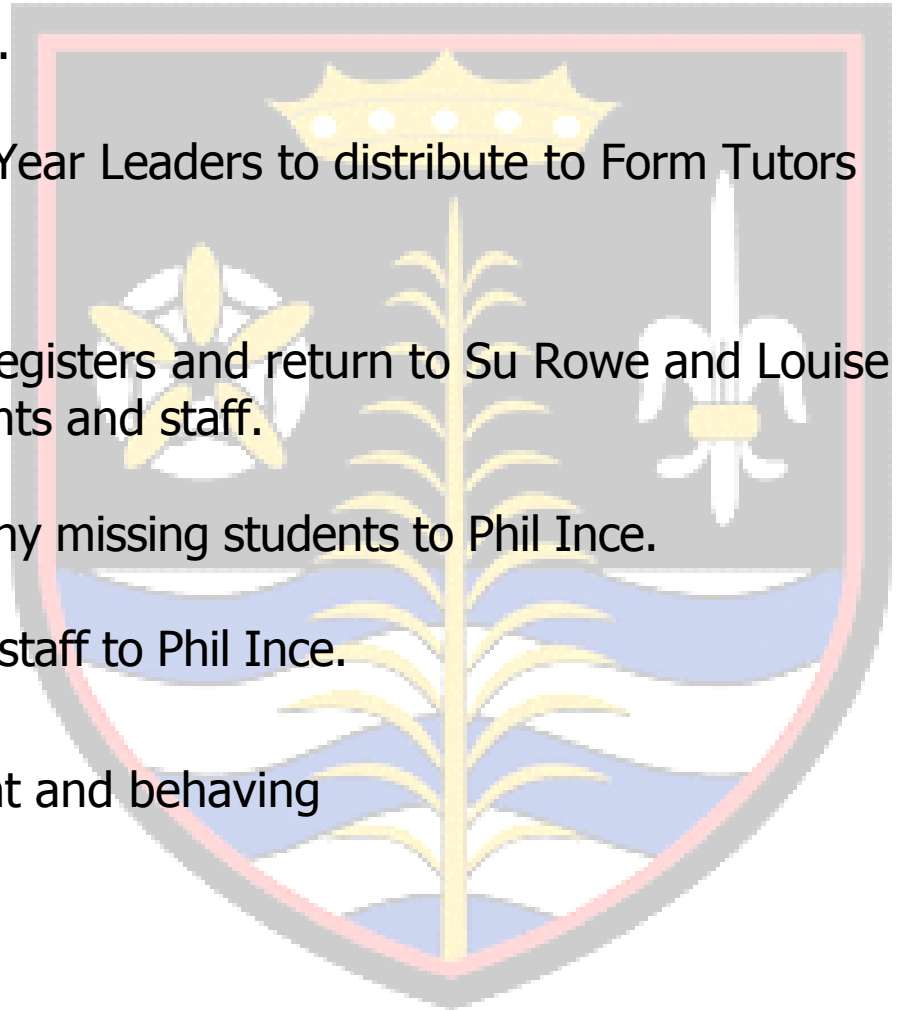 .
Year Leaders to distribute to Form Tutors
egisters and return to Su Rowe and Louise
nts and staff.
ny missing students to Phil Ince.
staff to Phil Ince.
nt and behaving